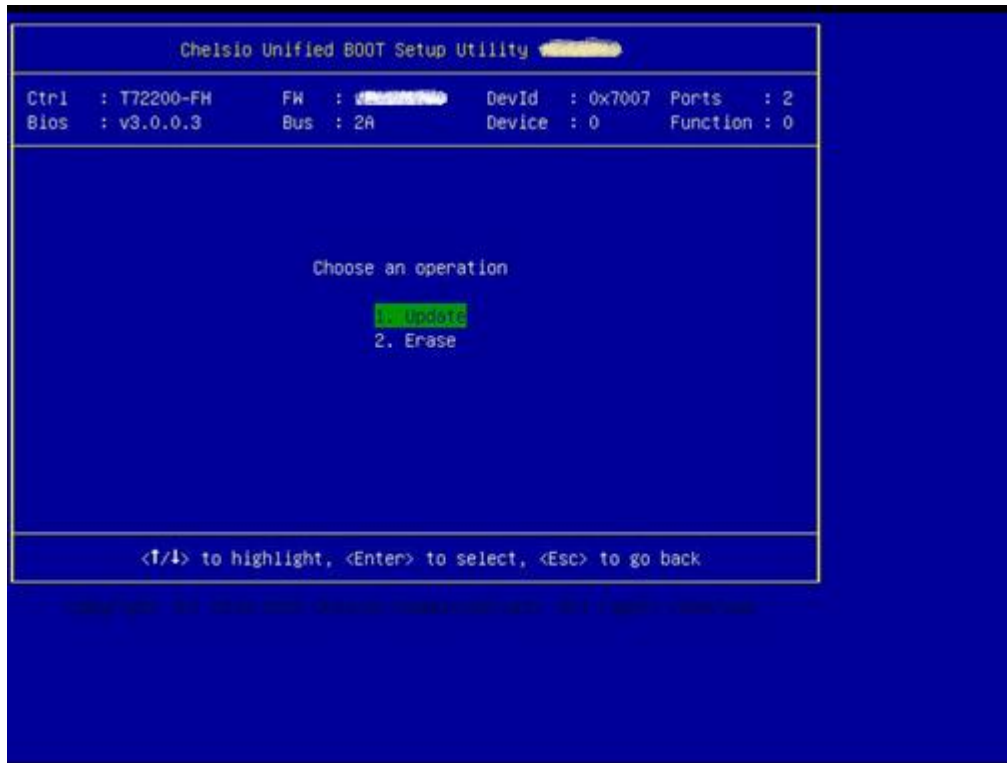 Chelsio Unified BOOT Setup Utility
Ctrl : T72200-FH FW : DevId : 0x7007 Ports : 2
Bios : v3.0.0.3 Bus : 2A Device : 0 Function : 0
Choose an operation
1. Update
2. Erase
<↑/↓> to highlight, <Enter> to select, <Esc> to go back